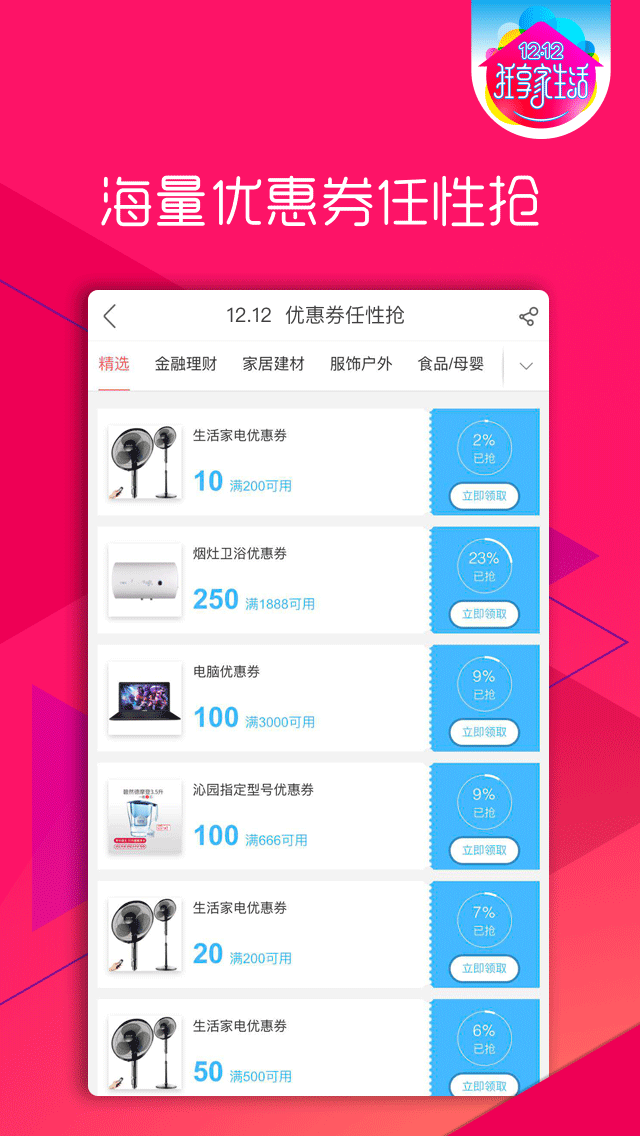 12.12
狂享家生活
海量优惠券任性抢
12.12 优惠券任性抢
精选 金融理财 家居建材 服饰户外 食品/母婴
生活家电优惠券
10 满200可用
2%
已抢
立即领取
烟灶卫浴优惠券
250 满1888可用
23%
已抢
立即领取
电脑优惠券
100 满3000可用
9%
已抢
立即领取
沁园指定型号优惠券
100 满666可用
9%
已抢
立即领取
生活家电优惠券
20 满200可用
7%
已抢
立即领取
生活家电优惠券
50 满500可用
6%
已抢
立即领取